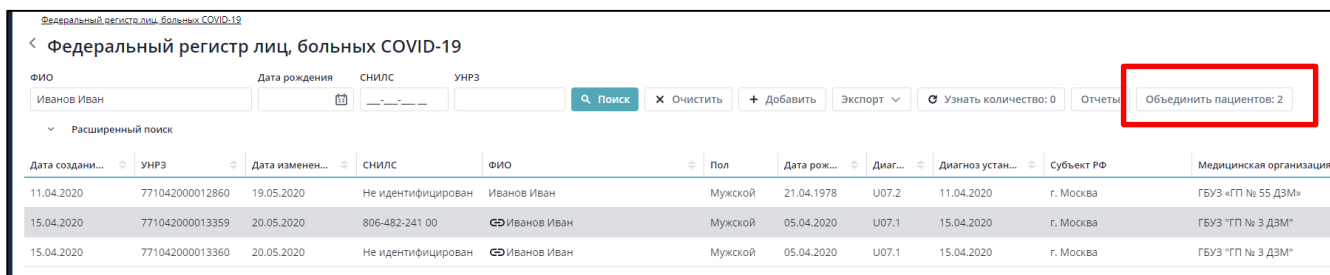 Федеральный регистр лиц, больных COVID-19
Федеральный регистр лиц, больных COVID-19
ФИО Дата рождения СНИЛС УНРЗ
Иванов Иван ___-___-___ __ Поиск Очистить + Добавить Экспорт Узнать количество: 0 Отчеты Объединить пациентов: 2
Расширенный поиск
Дата создани... УНРЗ Дата изменен... СНИЛС ФИО Пол Дата рож... Диаг... Диагноз устан... Субъект РФ Медицинская организация
11.04.2020 771042000012860 19.05.2020 Не идентифицирован Иванов Иван Мужской 21.04.1978 U07.2 11.04.2020 г. Москва ГБУЗ «ГП № 55 ДЗМ»
15.04.2020 771042000013359 20.05.2020 806-482-241 00 Иванов Иван Мужской 05.04.2020 U07.1 15.04.2020 г. Москва ГБУЗ "ГП № 3 ДЗМ"
15.04.2020 771042000013360 20.05.2020 Не идентифицирован Иванов Иван Мужской 05.04.2020 U07.1 15.04.2020 г. Москва ГБУЗ "ГП № 3 ДЗМ"